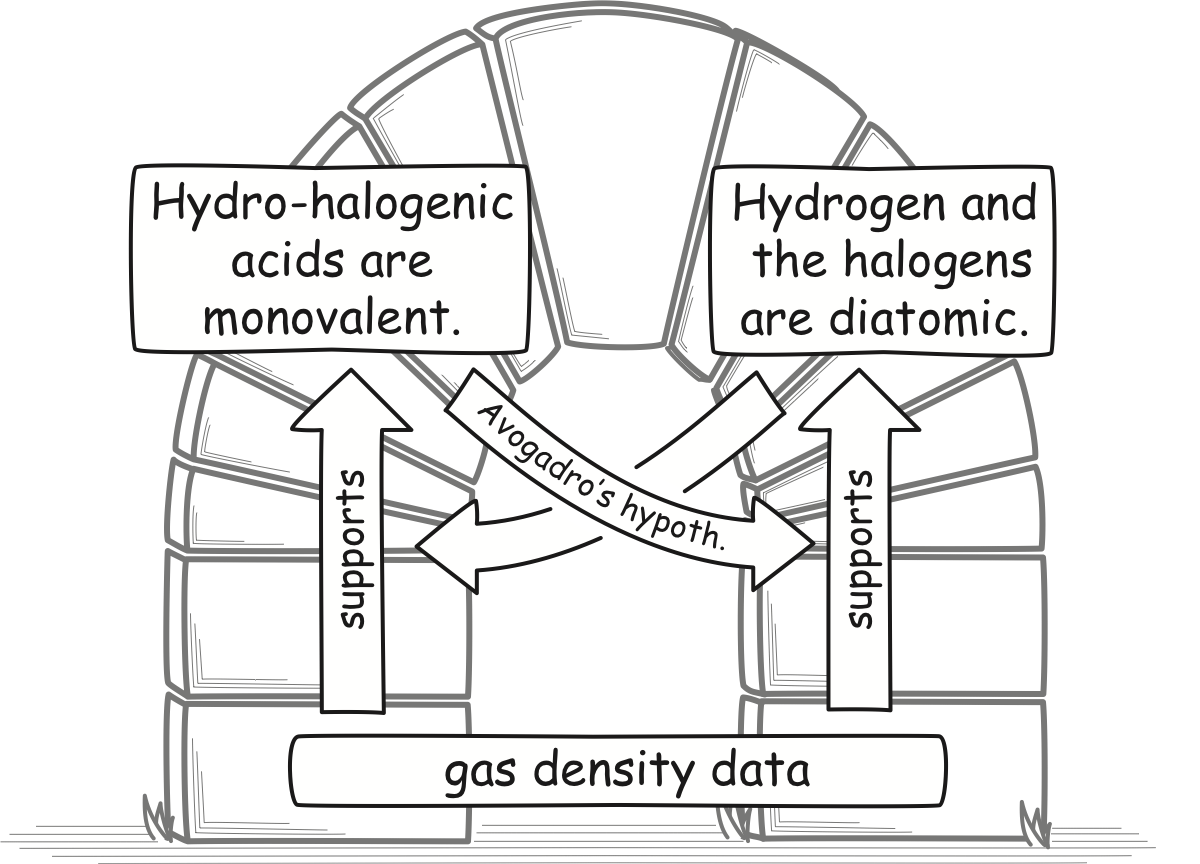 Hydro-halogenic
acids are
monovalent.
Hydrogen and
the halogens
are diatomic.
Avogadro's hypoth.
supports
supports
gas density data